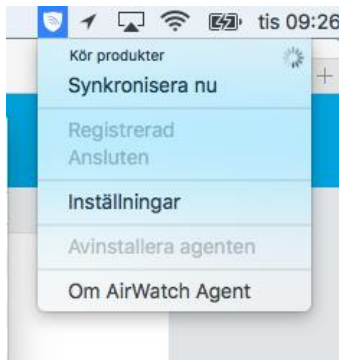 tis 09:26
Kör produkter
Synkronisera nu
Registrerad
Ansluten
Inställningar
Avinstallera agenten
Om AirWatch Agent